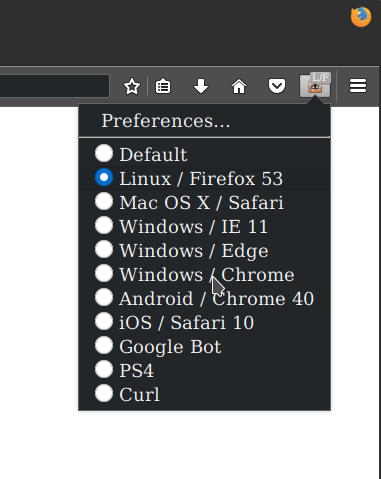 L/F
Preferences...
Default
Linux / Firefox 53
Mac OS X / Safari
Windows / IE 11
Windows / Edge
Windows / Chrome
Android / Chrome 40
iOS / Safari 10
Google Bot
PS4
Curl